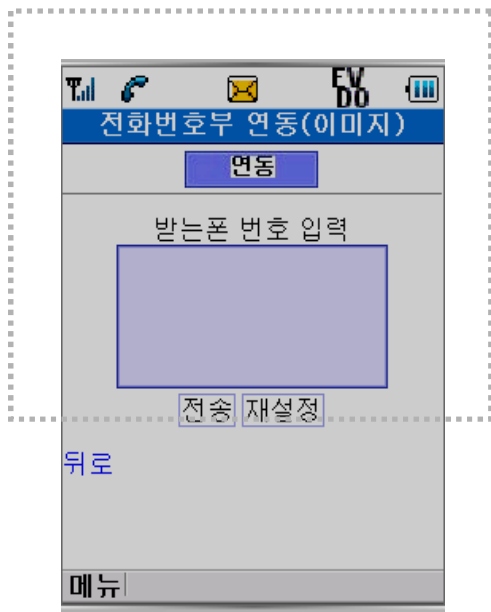 EV
DO
전화번호부 연동(이미지)
연동
받는폰 번호 입력
전송 재설정
뒤로
메뉴